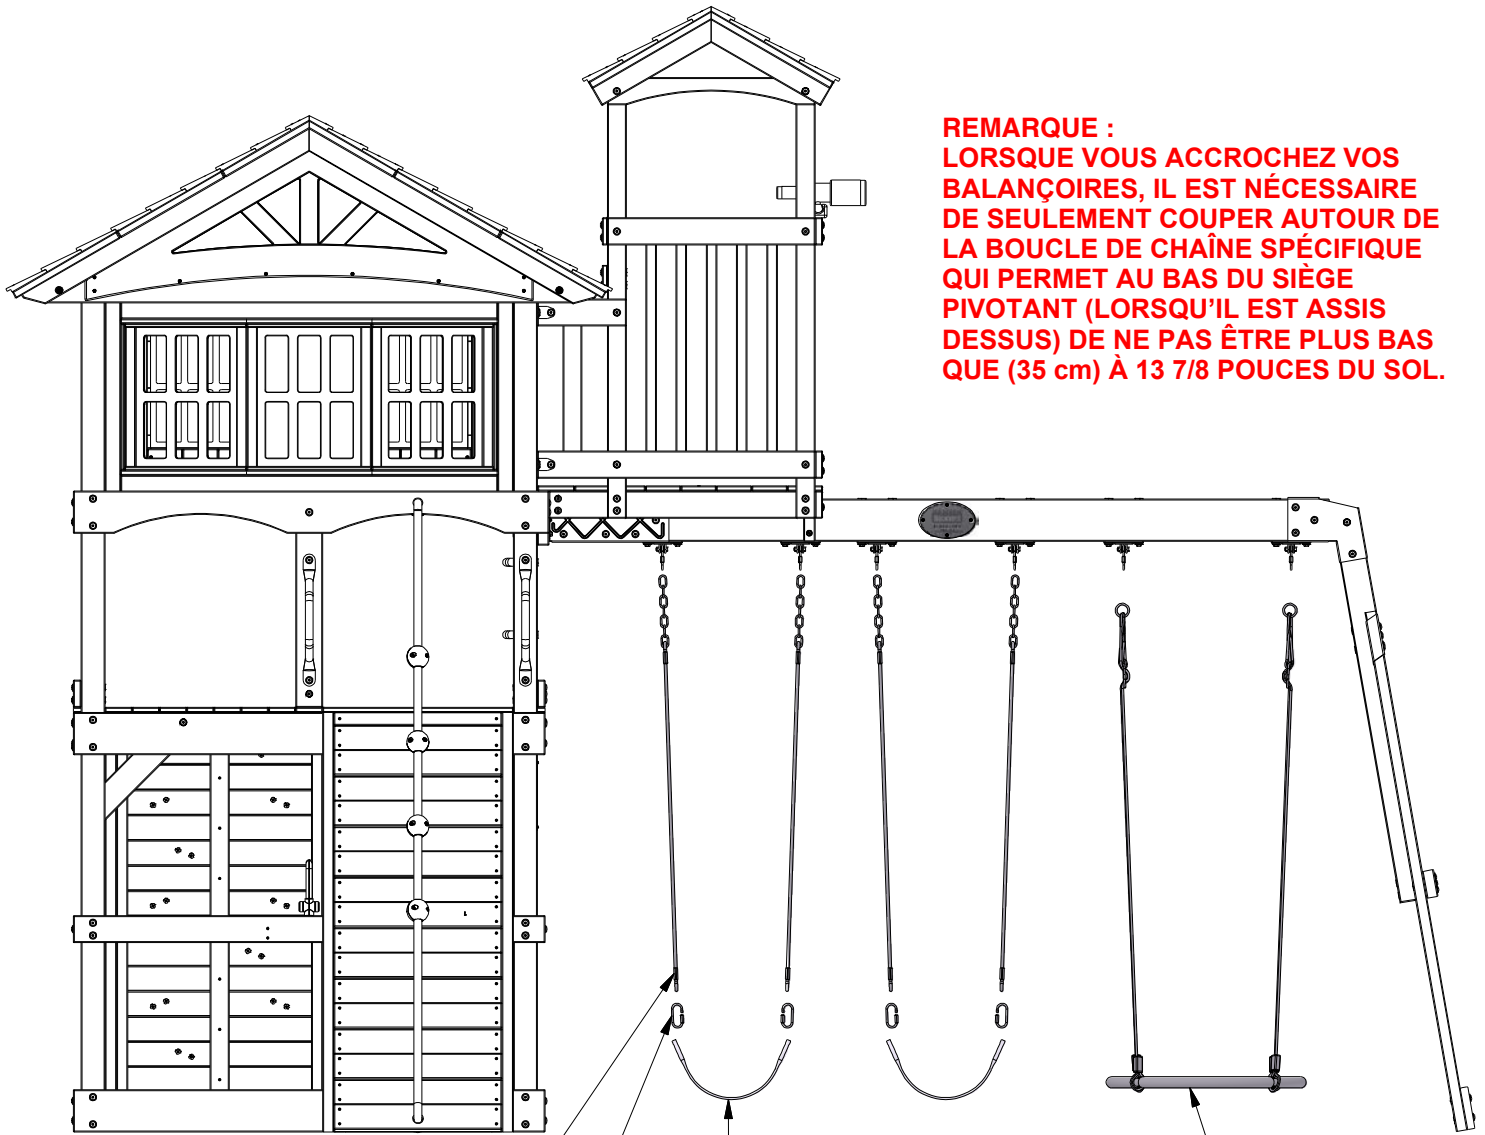 REMARQUE :
LORSQUE VOUS ACCROCHEZ VOS
BALANÇOIRES, IL EST NÉCESSAIRE
DE SEULEMENT COUPER AUTOUR DE
LA BOUCLE DE CHAÎNE SPÉCIFIQUE
QUI PERMET AU BAS DU SIÈGE
PIVOTANT (LORSQU’IL EST ASSIS
DESSUS) DE NE PAS ÊTRE PLUS BAS
QUE (35 cm) À 13 7/8 POUCES DU SOL.